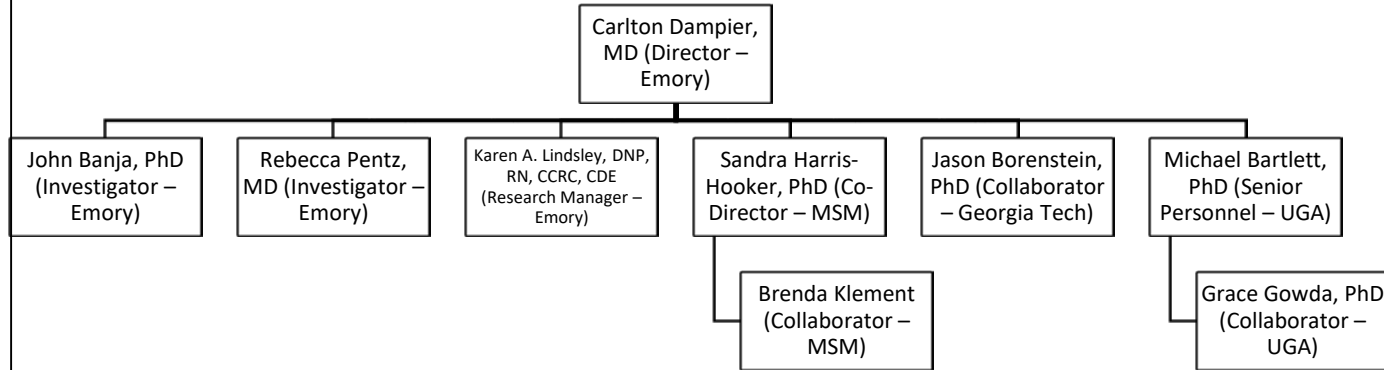 Carlton Dampier,
MD (Director –
Emory)
John Banja, PhD
(Investigator –
Emory)
Rebecca Pentz,
MD (Investigator –
Emory)
Karen A. Lindsley, DNP,
RN, CCRC, CDE
(Research Manager –
Emory)
Sandra Harris-
Hooker, PhD (Co-
Director – MSM)
Jason Borenstein,
PhD (Collaborator
– Georgia Tech)
Michael Bartlett,
PhD (Senior
Personnel – UGA)
Brenda Klement
(Collaborator –
MSM)
Grace Gowda, PhD
(Collaborator –
UGA)